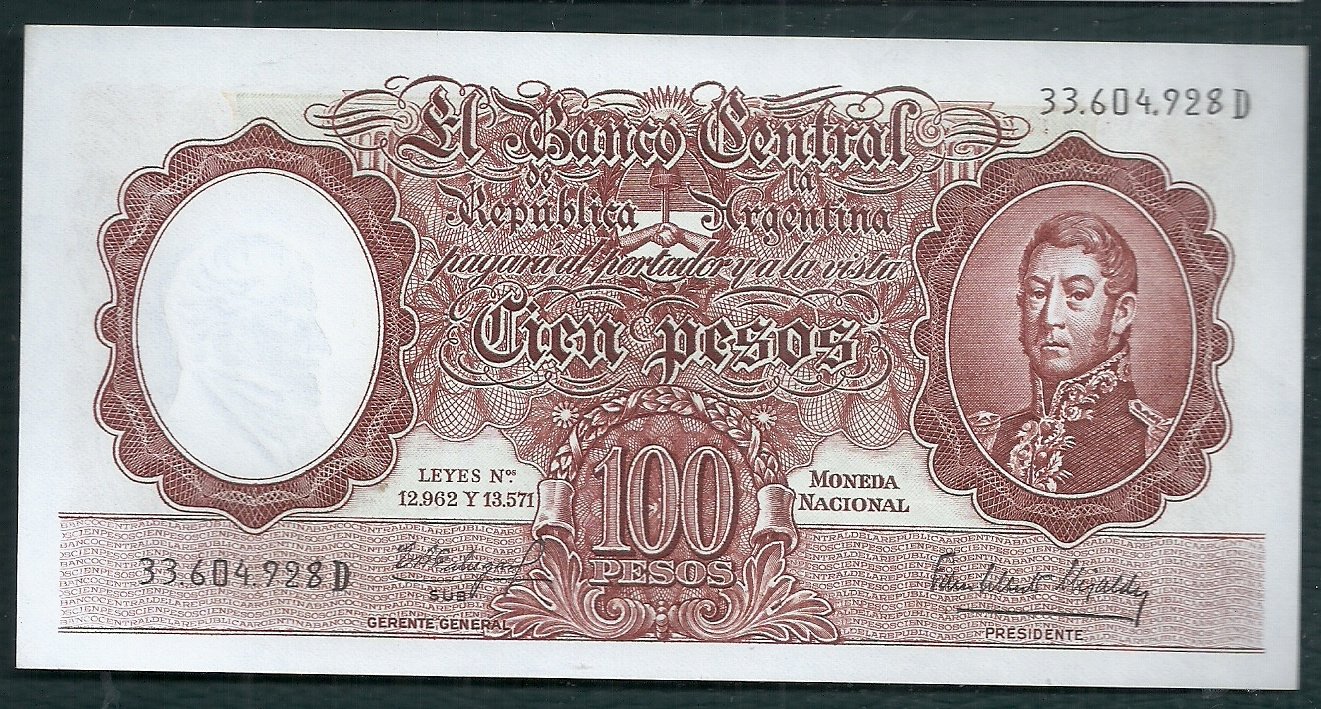 33.604.928 D
El Banco Central
de la
República Argentina
pagará al portador y a la vista
Cien pesos
LEYES Nos.
12.962 Y 13.571
MONEDA
NACIONAL
100
PESOS
33.604.928 D
SUB
GERENTE GENERAL
PRESIDENTE